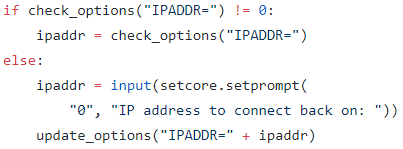 if check_options("IPADDR=") != 0:
    ipaddr = check_options("IPADDR=")
else:
    ipaddr = input(setcore.setprompt(
        "0", "IP address to connect back on: "))
    update_options("IPADDR=" + ipaddr)